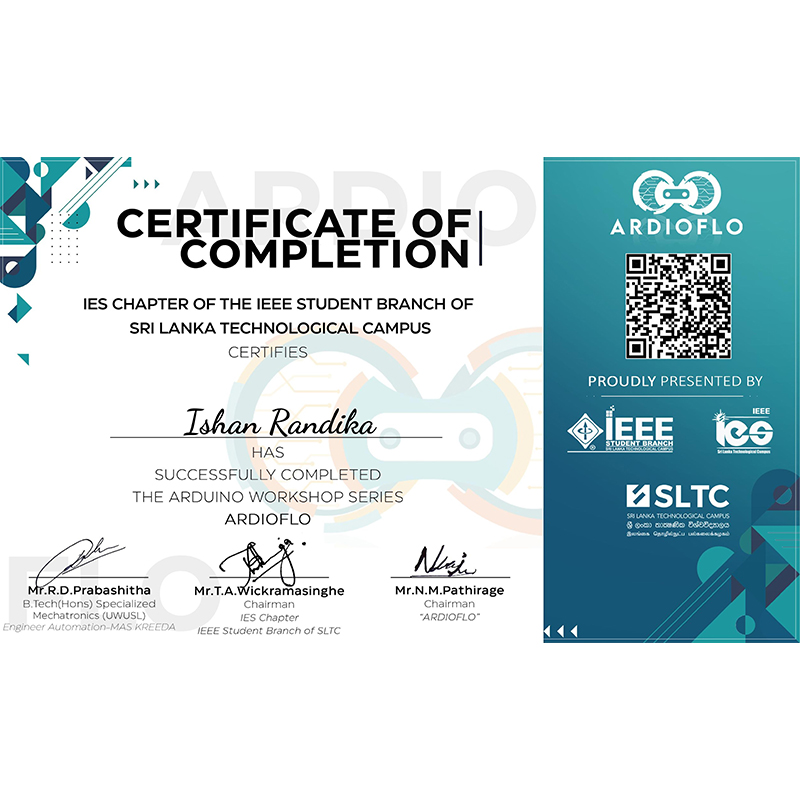 ARDIO
CERTIFICATE OF
COMPLETION
IES CHAPTER OF THE IEEE STUDENT BRANCH OF
SRI LANKA TECHNOLOGICAL CAMPUS
CERTIFIES
Ishan Randika
HAS
SUCCESSFULLY COMPLETED
THE ARDUINO WORKSHOP SERIES
ARDIOFLO
FLO
Mr.R.D.Prabashitha
B.Tech(Hons) Specialized
Mechatronics (UWUSL)
Engineer Automation-MAS KREEDA
Mr.T.A.Wickramasinghe
Chairman
IES Chapter
IEEE Student Branch of SLTC
Mr.N.M.Pathirage
Chairman
"ARDIOFLO"
ARDIOFLO
PROUDLY PRESENTED BY
IEEE
STUDENT BRANCH
SRI LANKA TECHNOLOGICAL CAMPUS
IEEE
ies
Sri Lanka Technological Campus
SLTC
SRI LANKA TECHNOLOGICAL CAMPUS
ශ්‍රී ලංකා තාක්ෂණික විශ්වවිද්‍යාලය
இலங்கை தொழில்நுட்ப பல்கலைக்கழகம்